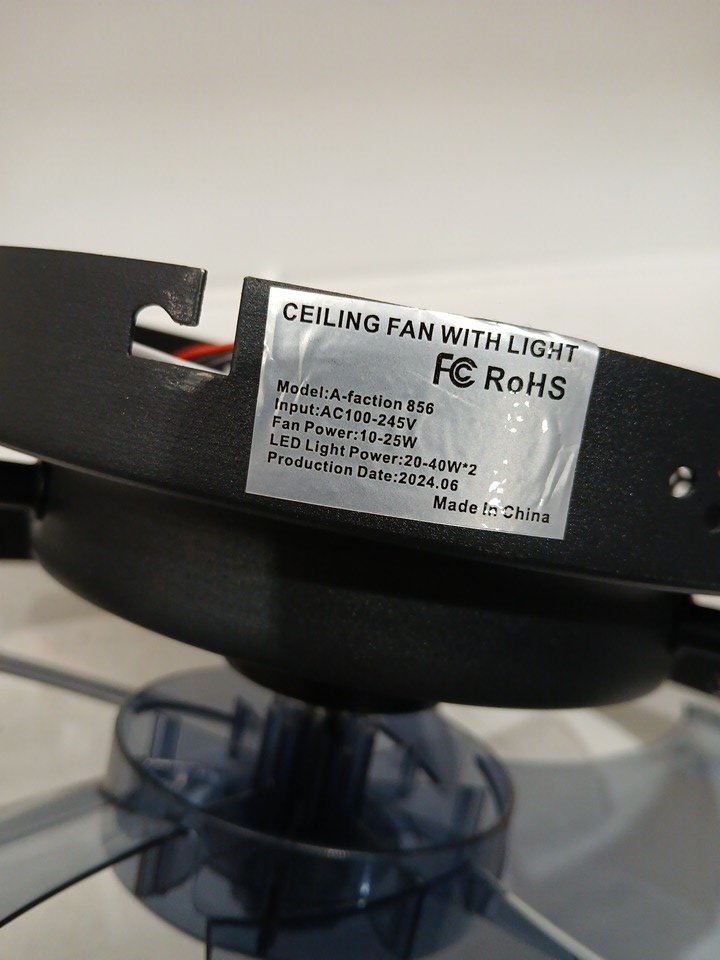 CEILING FAN WITH LIGHT
FC RoHS
Model:A-faction 856
Input:AC100-245V
Fan Power:10-25W
LED Light Power:20-40W*2
Production Date:2024.06
Made In China